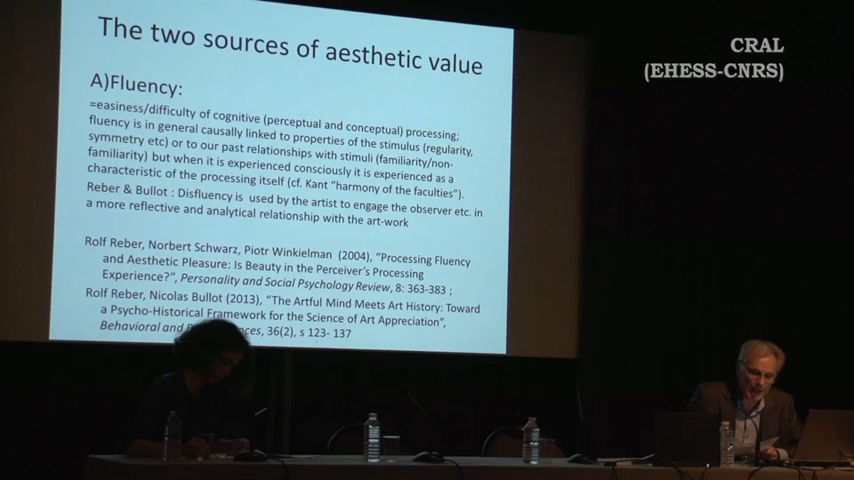 The two sources of aesthetic value
CRAL
(EHESS-CNRS)
A)Fluency:
=easiness/difficulty of cognitive (perceptual and conceptual) processing;
fluency is in general causally linked to properties of the stimulus (regularity,
symmetry etc) or to our past relationships with stimuli (familiarity/non-
familiarity) but when it is experienced consciously it is experienced as a
characteristic of the processing itself (cf. Kant "harmony of the faculties").
Reber & Bullot : Disfluency is used by the artist to engage the observer etc. in
a more reflective and analytical relationship with the art-work
Rolf Reber, Norbert Schwarz, Piotr Winkielman (2004), "Processing Fluency
and Aesthetic Pleasure: Is Beauty in the Perceiver's Processing
Experience?", Personality and Social Psychology Review, 8: 363-383 ;
Rolf Reber, Nicolas Bullot (2013), "The Artful Mind Meets Art History: Toward
a Psycho-Historical Framework for the Science of Art Appreciation",
Behavioral and 36(2), s 123- 137